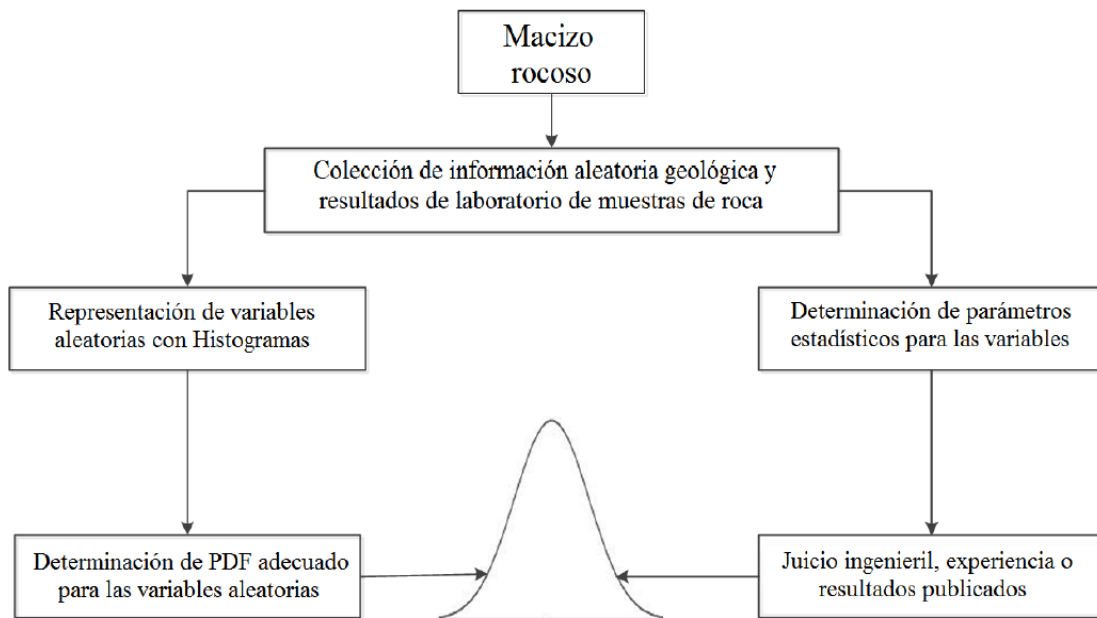 Macizo
rocoso
Colección de información aleatoria geológica y
resultados de laboratorio de muestras de roca
Representación de variables
aleatorias con Histogramas
Determinación de parámetros
estadísticos para las variables
Determinación de PDF adecuado
para las variables aleatorias
Juicio ingenieril, experiencia o
resultados publicados